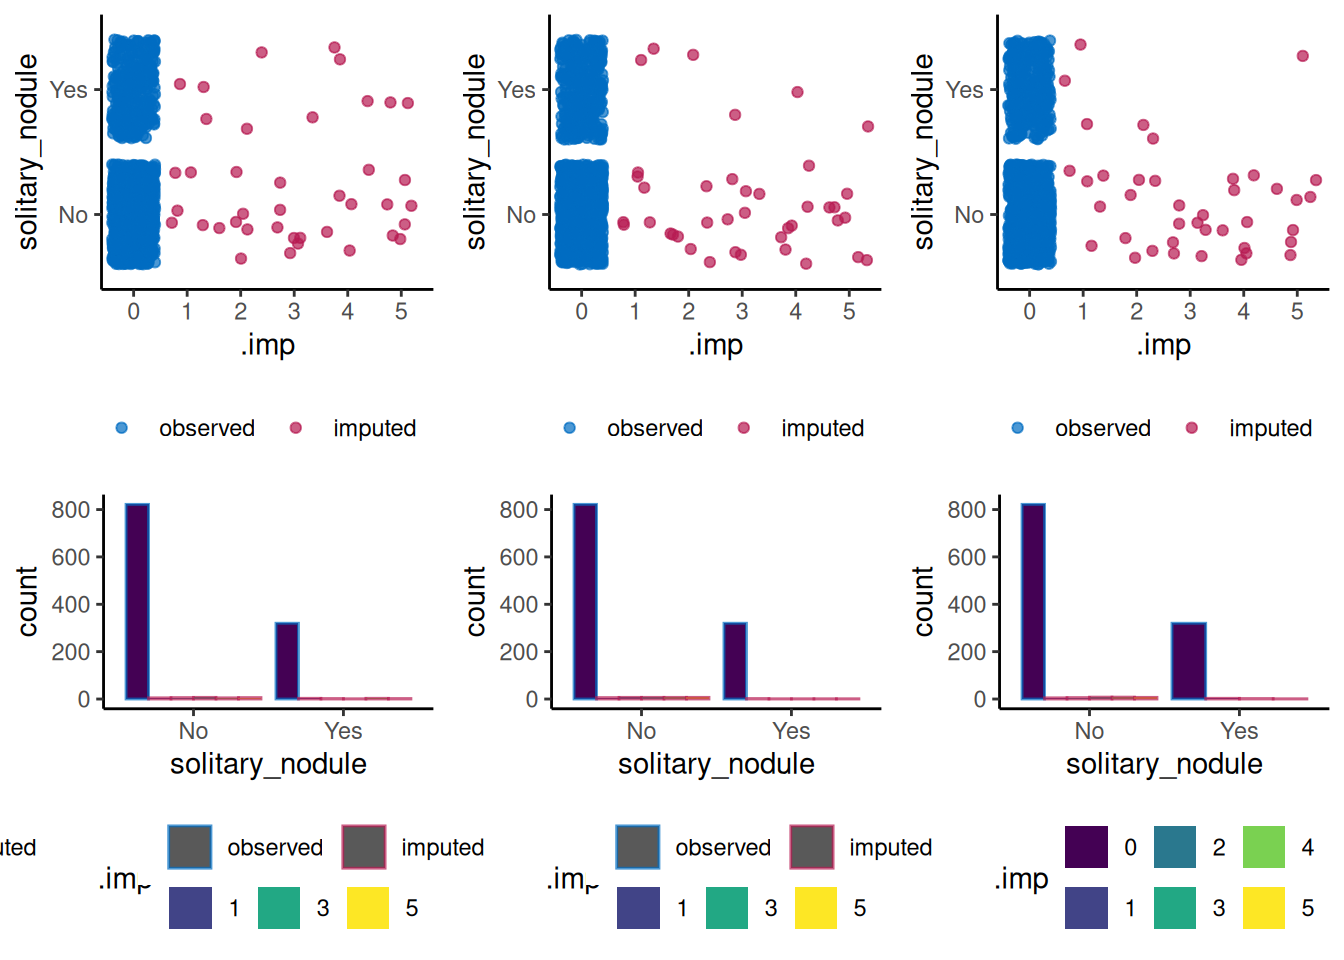 solitary_nodule
Yes
No
0 1 2 3 4 5
.imp
observed imputed
solitary_nodule
Yes
No
0 1 2 3 4 5
.imp
observed imputed
solitary_nodule
Yes
No
0 1 2 3 4 5
.imp
observed imputed
count
800
600
400
200
0
No Yes
solitary_nodule
count
800
600
400
200
0
No Yes
solitary_nodule
count
800
600
400
200
0
No Yes
solitary_nodule
uted
observed imputed
.imp
1 3 5
observed imputed
.imp
1 3 5
0 2 4
.imp
1 3 5